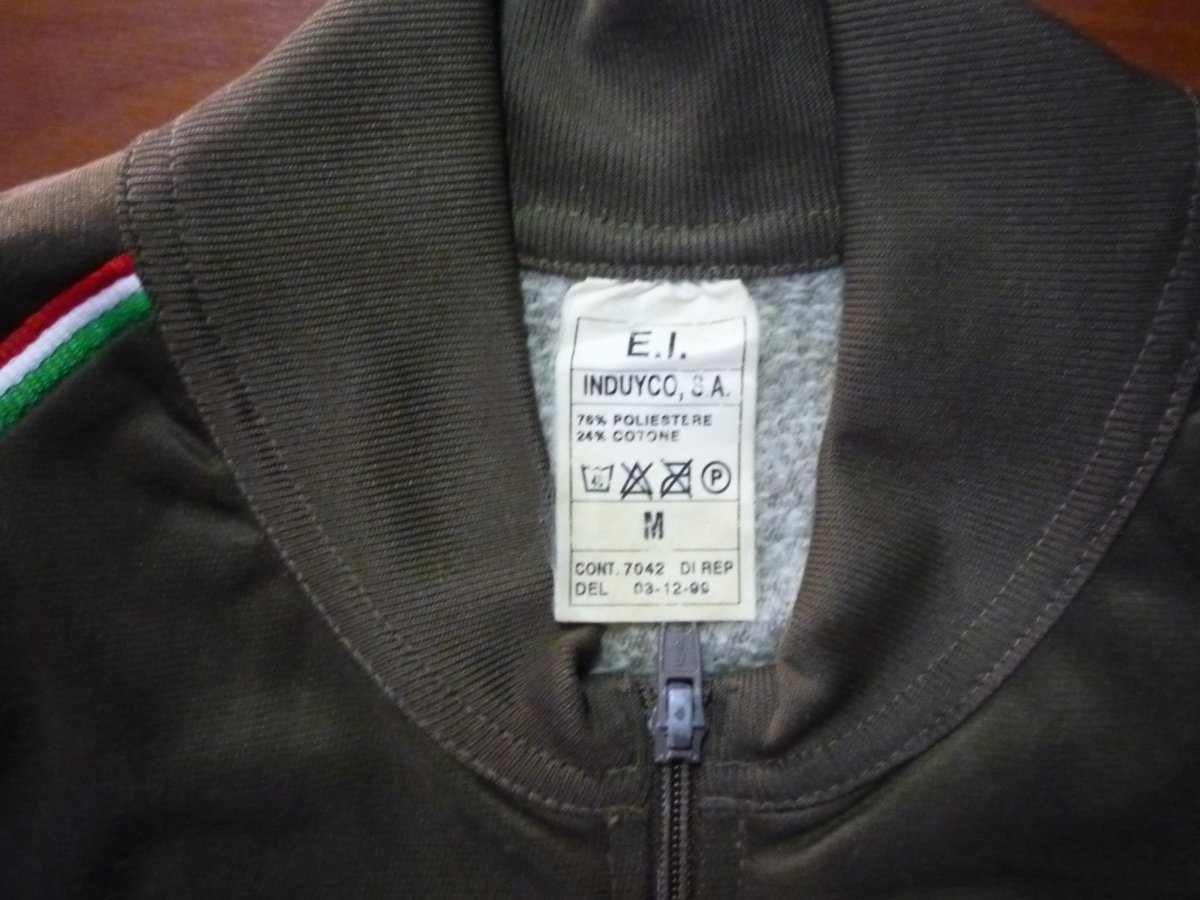 E.I.
INDUYCO, S.A.
76% POLIESTERE
24% COTONE
P
M
CONT. 7042 DI REP
DEL 03-12-99